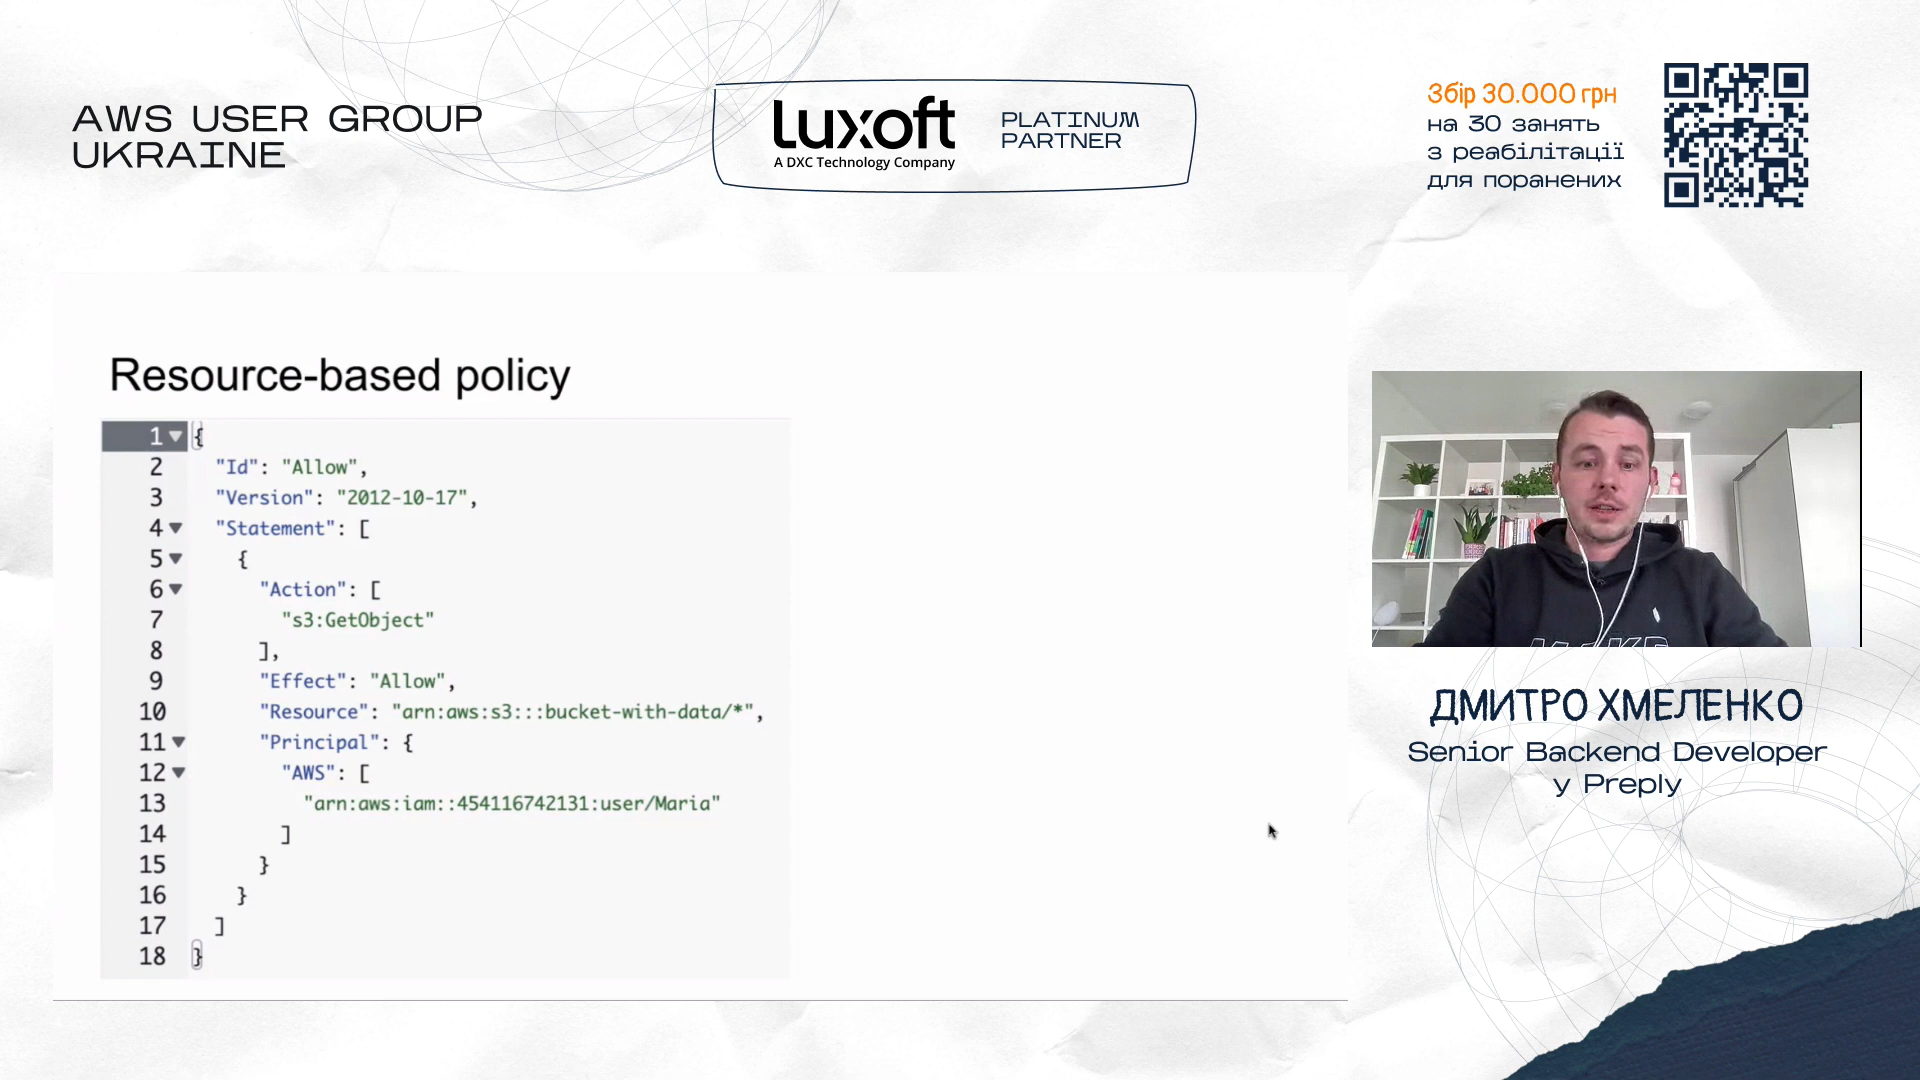 AWS USER GROUP
UKRAINE
luxoft
A DXC Technology Company
PLATINUM
PARTNER
Збір 30.000 грн
на 30 занять
з реабілітації
для поранених
Resource-based policy
1 {
2 "Id": "Allow",
3 "Version": "2012-10-17",
4 "Statement": [
5 {
6 "Action": [
7 "s3:GetObject"
8 ],
9 "Effect": "Allow",
10 "Resource": "arn:aws:s3:::bucket-with-data/*",
11 "Principal": {
12 "AWS": [
13 "arn:aws:iam::454116742131:user/Maria"
14 ]
15 }
16 }
17 ]
18 }
ДМИТРО ХМЕЛЕНКО
Senior Backend Developer
у Preply